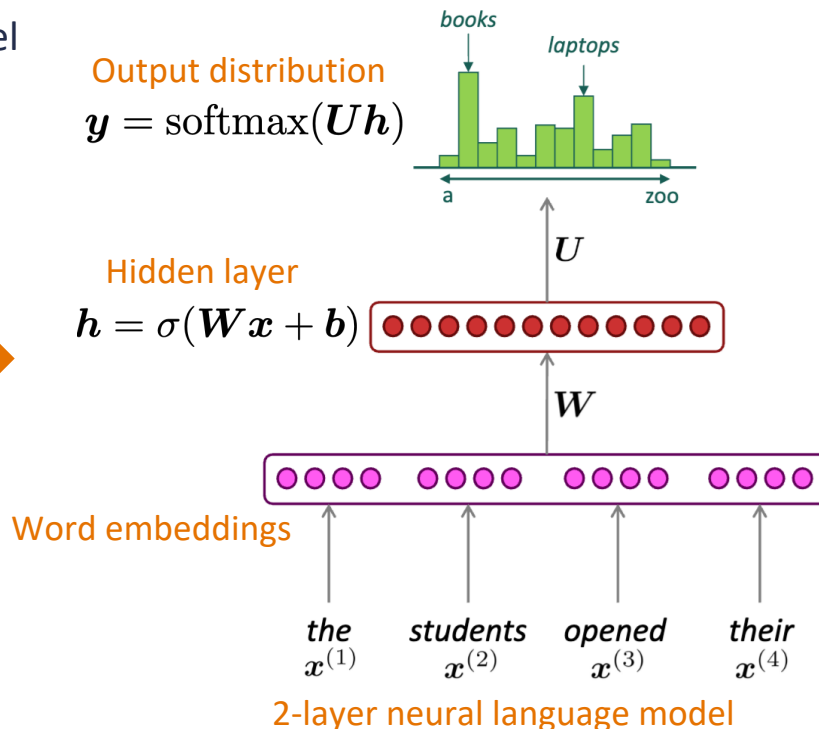 el
books
laptops
Output distribution
y = softmax(Uh)
a zoo
U
Hidden layer
h = σ(Wx + b)
W
Word embeddings
the students opened their
x^(1) x^(2) x^(3) x^(4)
2-layer neural language model